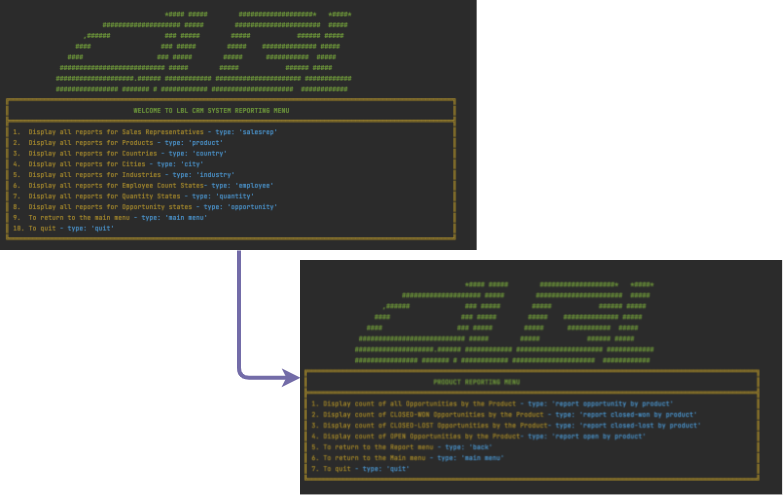 WELCOME TO LBL CRM SYSTEM REPORTING MENU
1. Display all reports for Sales Representatives - type: 'salesrep'
2. Display all reports for Products - type: 'product'
3. Display all reports for Countries - type: 'country'
4. Display all reports for Cities - type: 'city'
5. Display all reports for Industries - type: 'industry'
6. Display all reports for Employee Count States- type: 'employee'
7. Display all reports for Quantity States - type: 'quantity'
8. Display all reports for Opportunity states - type: 'opportunity'
9. To return to the main menu - type: 'main menu'
10. To quit - type: 'quit'
PRODUCT REPORTING MENU
1. Display count of all Opportunities by the Product - type: 'report opportunity by product'
2. Display count of CLOSED-WON Opportunities by the Product - type: 'report closed-won by product'
3. Display count of CLOSED-LOST Opportunities by the Product- type: 'report closed-lost by product'
4. Display count of OPEN Opportunities by the Product- type: 'report open by product'
5. To return to the Report menu - type: 'back'
6. To return to the Main menu - type: 'main menu'
7. To quit - type: 'quit'